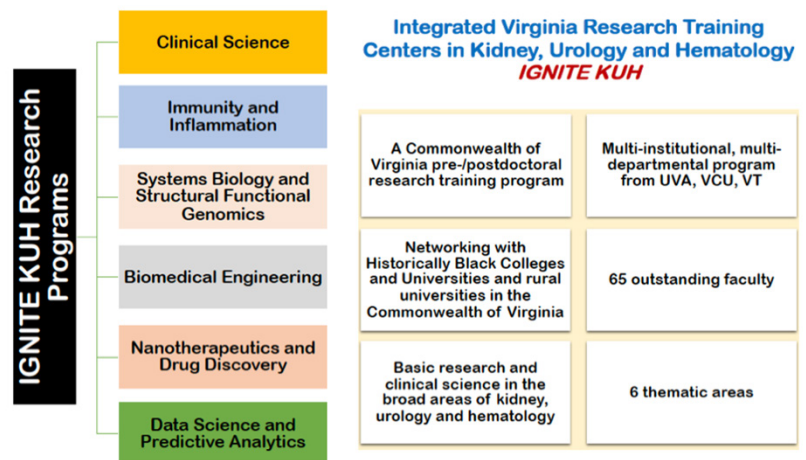 IGNITE KUH Research
Programs
Clinical Science
Immunity and
Inflammation
Systems Biology and
Structural Functional
Genomics
Biomedical Engineering
Nanotherapeutics and
Drug Discovery
Data Science and
Predictive Analytics
Integrated Virginia Research Training
Centers in Kidney, Urology and Hematology
IGNITE KUH
A Commonwealth of
Virginia pre-/postdoctoral
research training program
Multi-institutional, multi-
departmental program
from UVA, VCU, VT
Networking with
Historically Black Colleges
and Universities and rural
universities in the
Commonwealth of Virginia
65 outstanding faculty
Basic research and
clinical science in the
broad areas of kidney,
urology and hematology
6 thematic areas